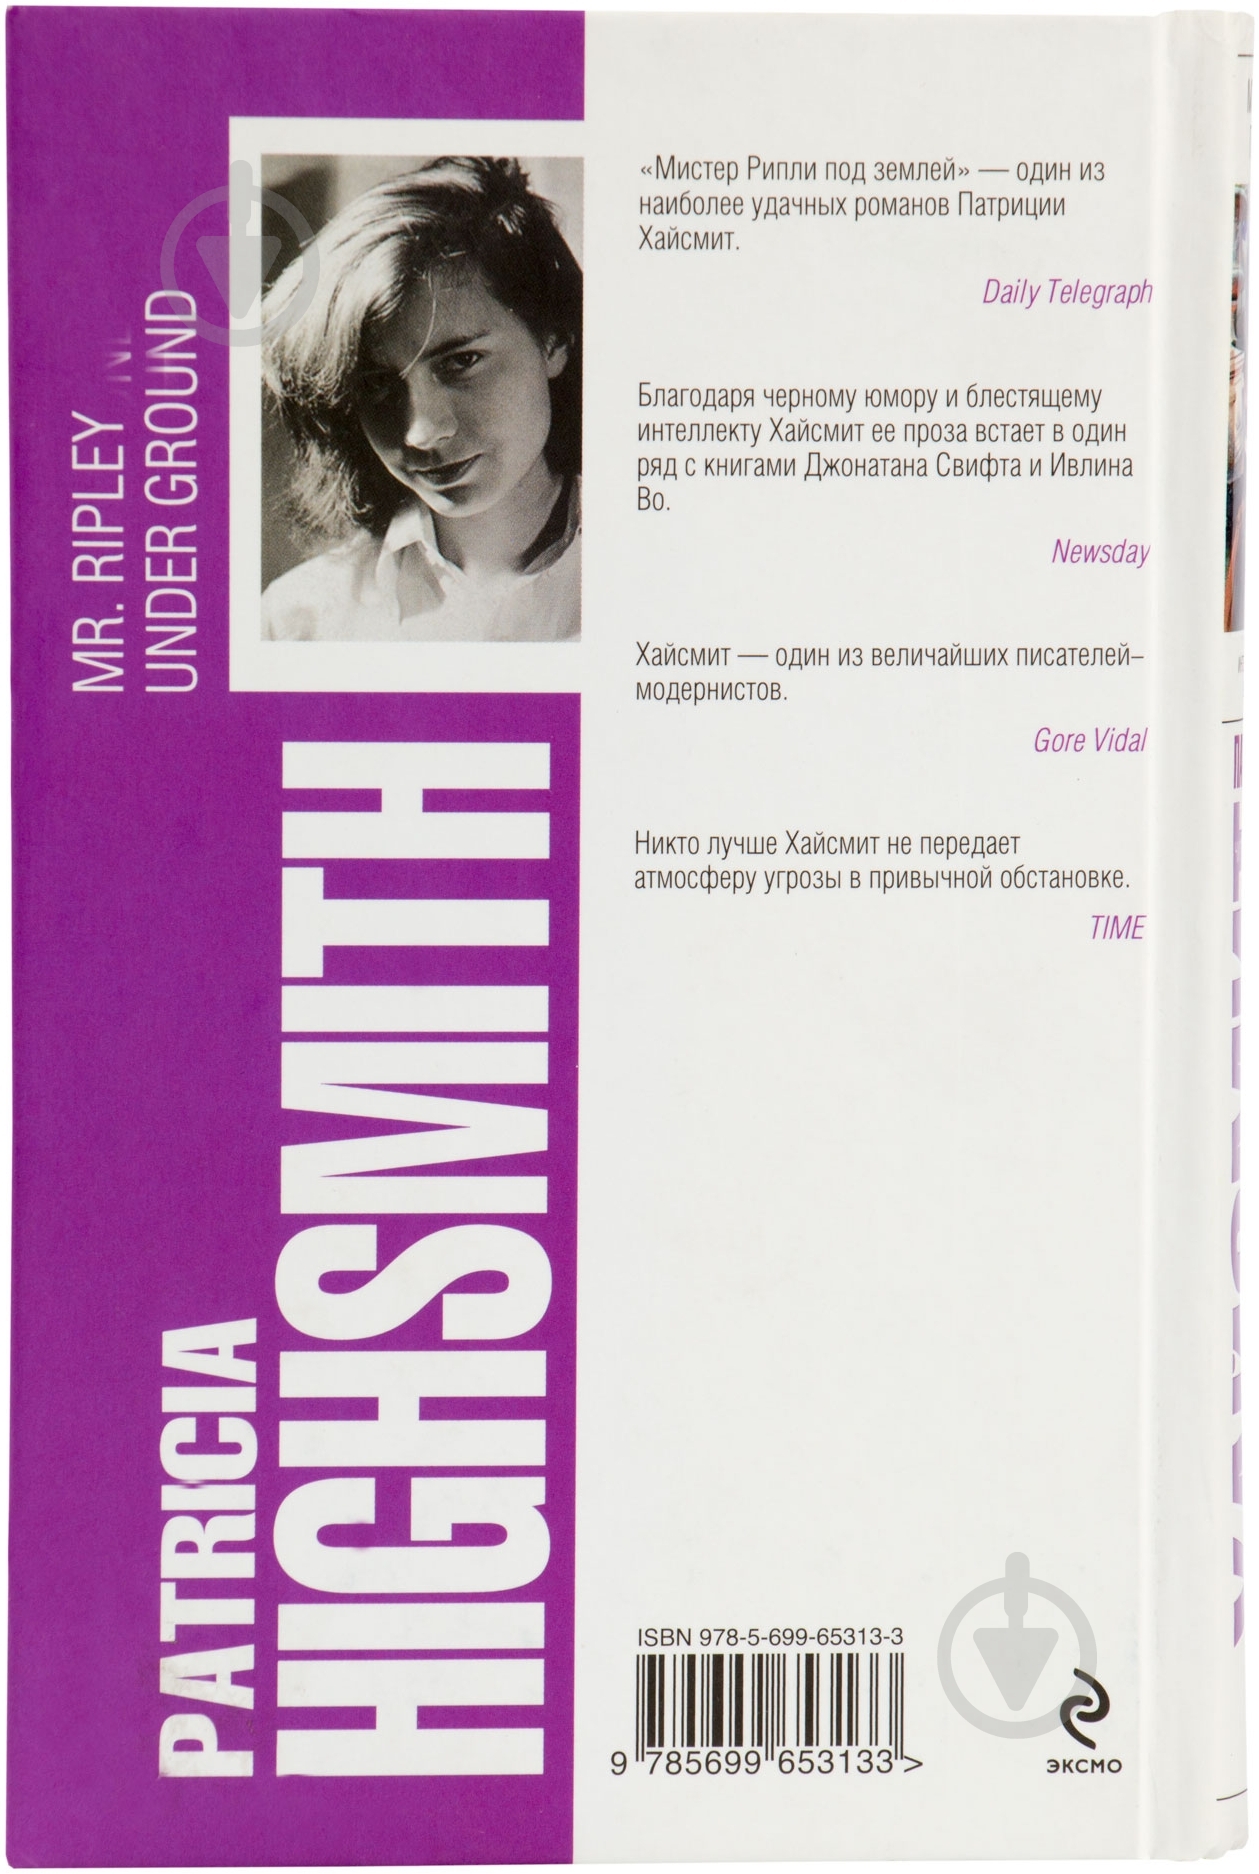 MR. RIPLEY
UNDER GROUND
PATRICIA
HIGHSMITH
«Мистер Рипли под землей» — один из
наиболее удачных романов Патриции
Хайсмит.
Daily Telegraph
Благодаря черному юмору и блестящему
интеллекту Хайсмит ее проза встает в один
ряд с книгами Джонатана Свифта и Ивлина
Во.
Newsday
Хайсмит — один из величайших писателей–
модернистов.
Gore Vidal
Никто лучше Хайсмит не передает
атмосферу угрозы в привычной обстановке.
TIME
ISBN 978-5-699-65313-3
9 785699 653133 >
эксмо